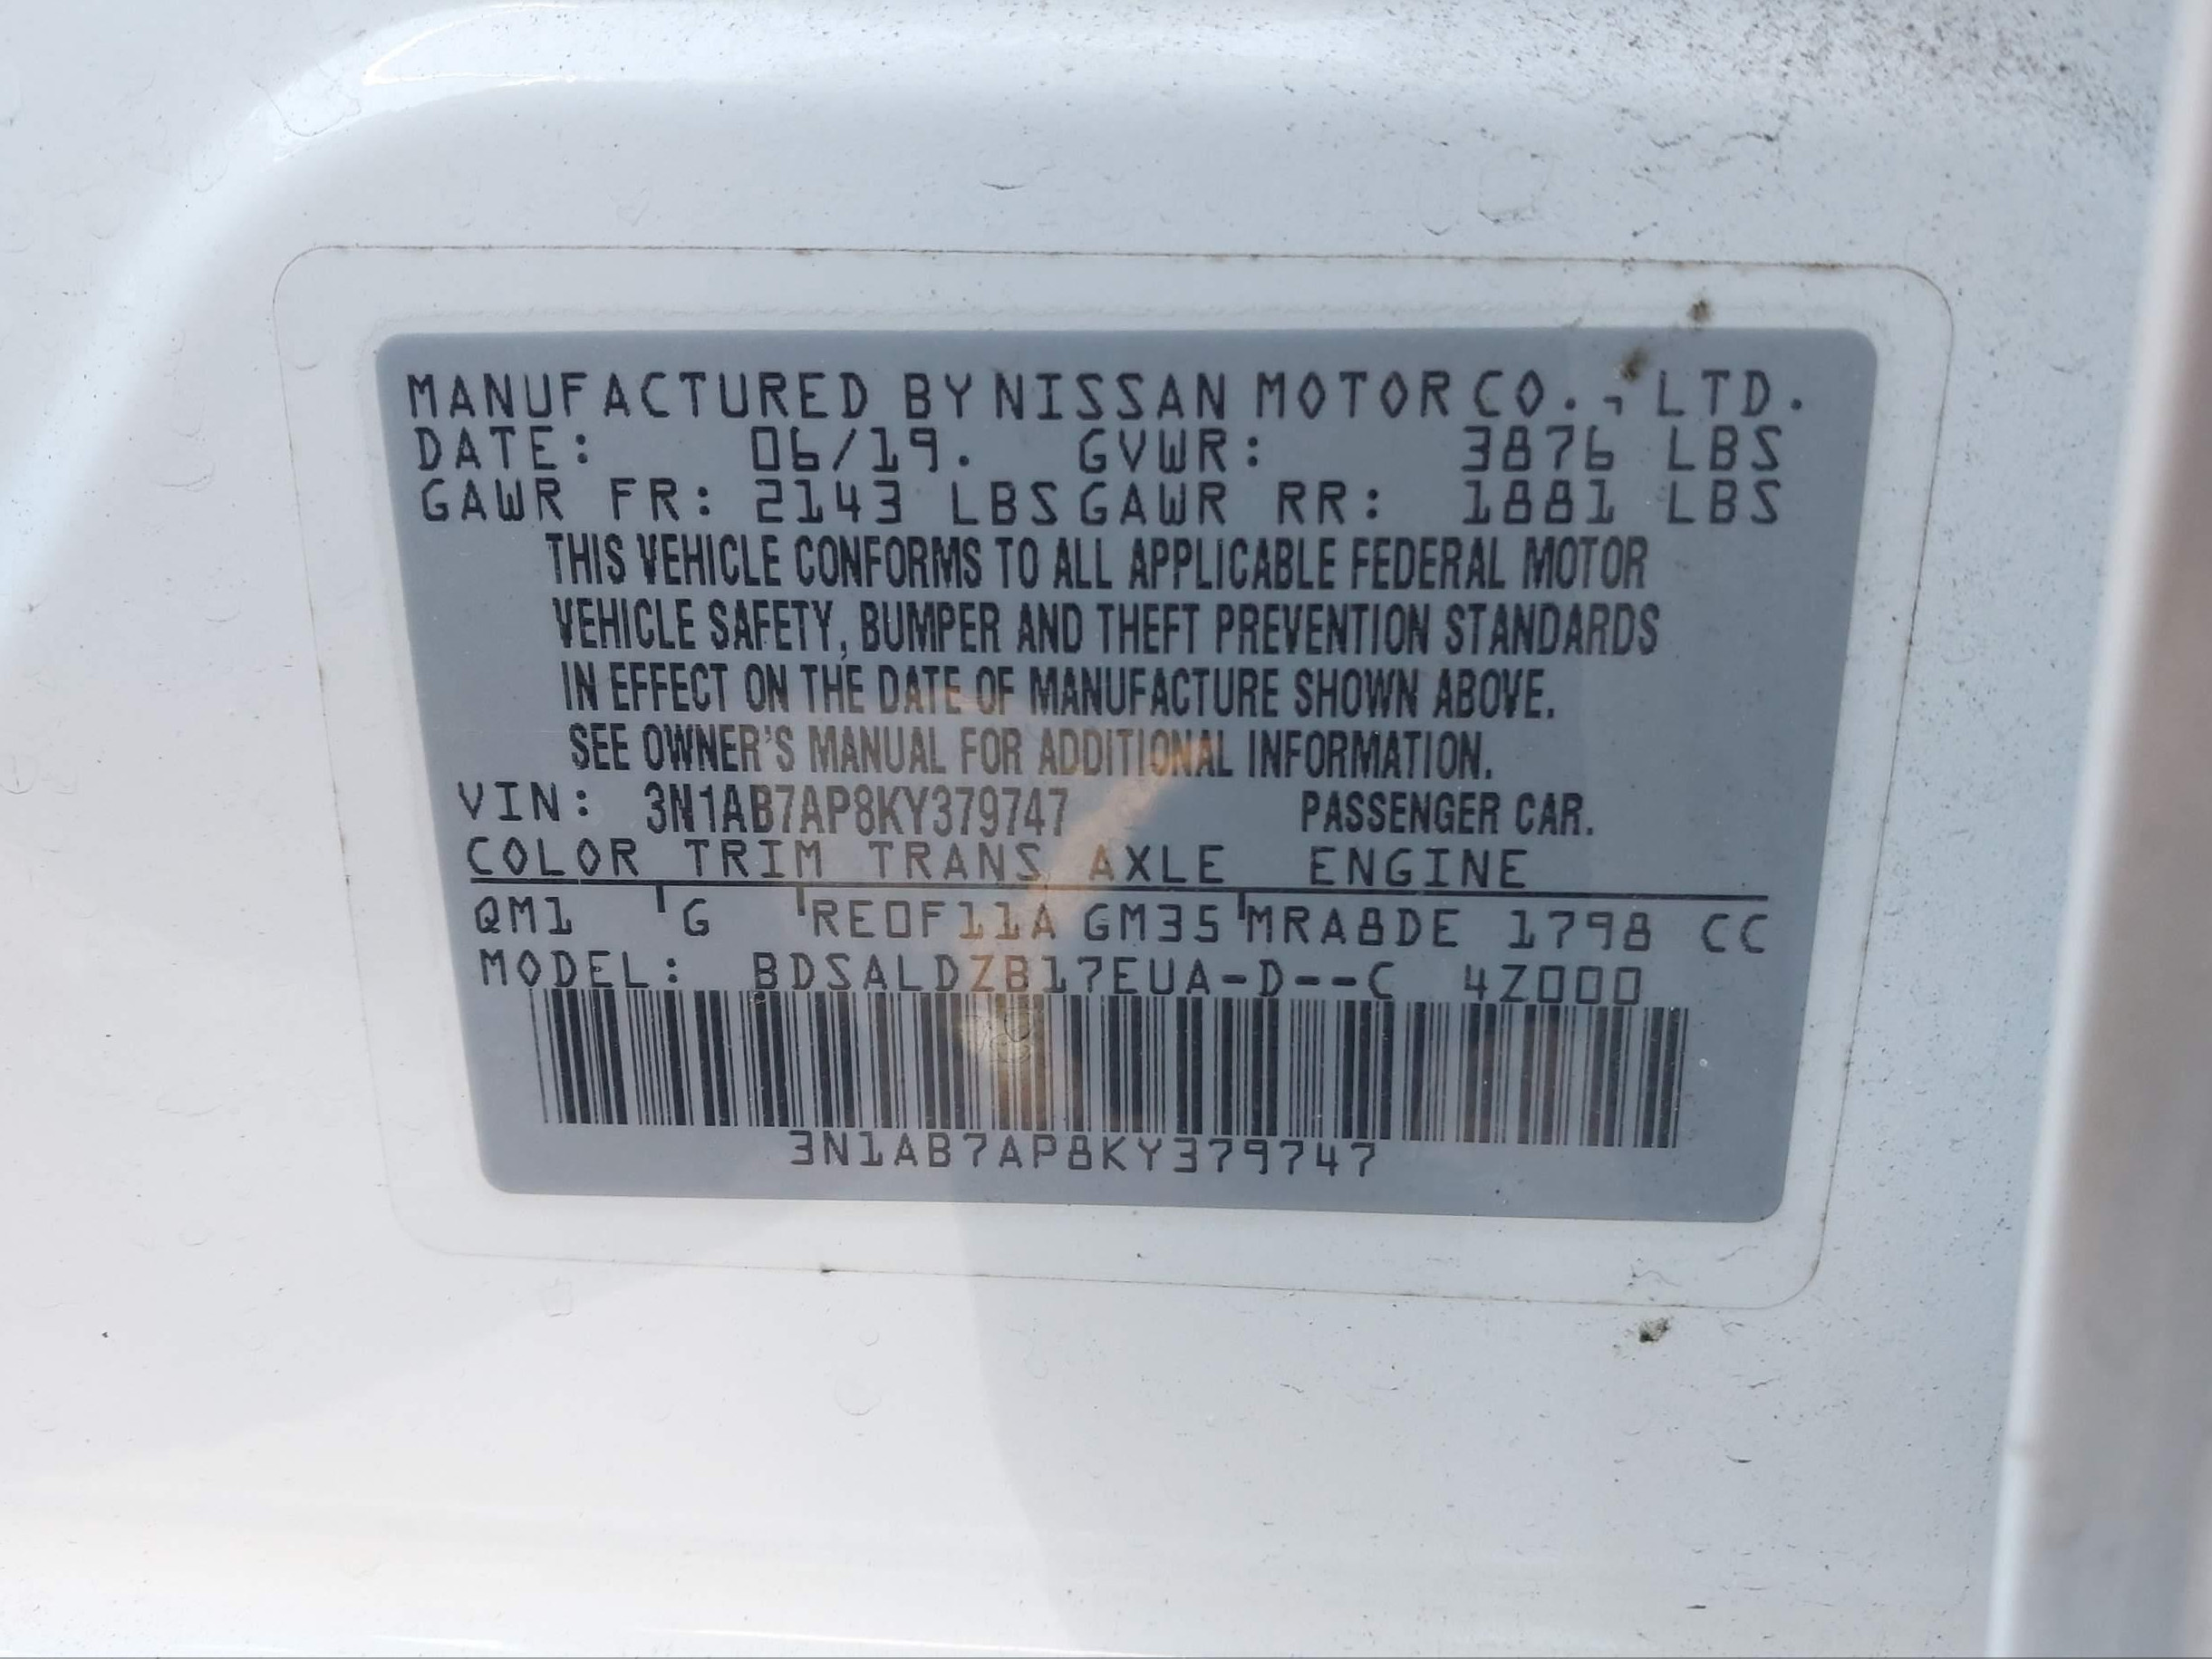 MANUFACTURED BY NISSAN MOTOR CO., LTD.
DATE: 06/19. GVWR: 3876 LBS
GAWR FR: 2143 LBS GAWR RR: 1881 LBS
THIS VEHICLE CONFORMS TO ALL APPLICABLE FEDERAL MOTOR
VEHICLE SAFETY, BUMPER AND THEFT PREVENTION STANDARDS
IN EFFECT ON THE DATE OF MANUFACTURE SHOWN ABOVE.
SEE OWNER'S MANUAL FOR ADDITIONAL INFORMATION.
VIN: 3N1AB7AP8KY379747 PASSENGER CAR.
COLOR TRIM TRANS AXLE ENGINE
QM1 G RE0F11A GM35 MRA8DE 1798 CC
MODEL: BDSALDZB17EUA-D--C 4Z000
3N1AB7AP8KY379747